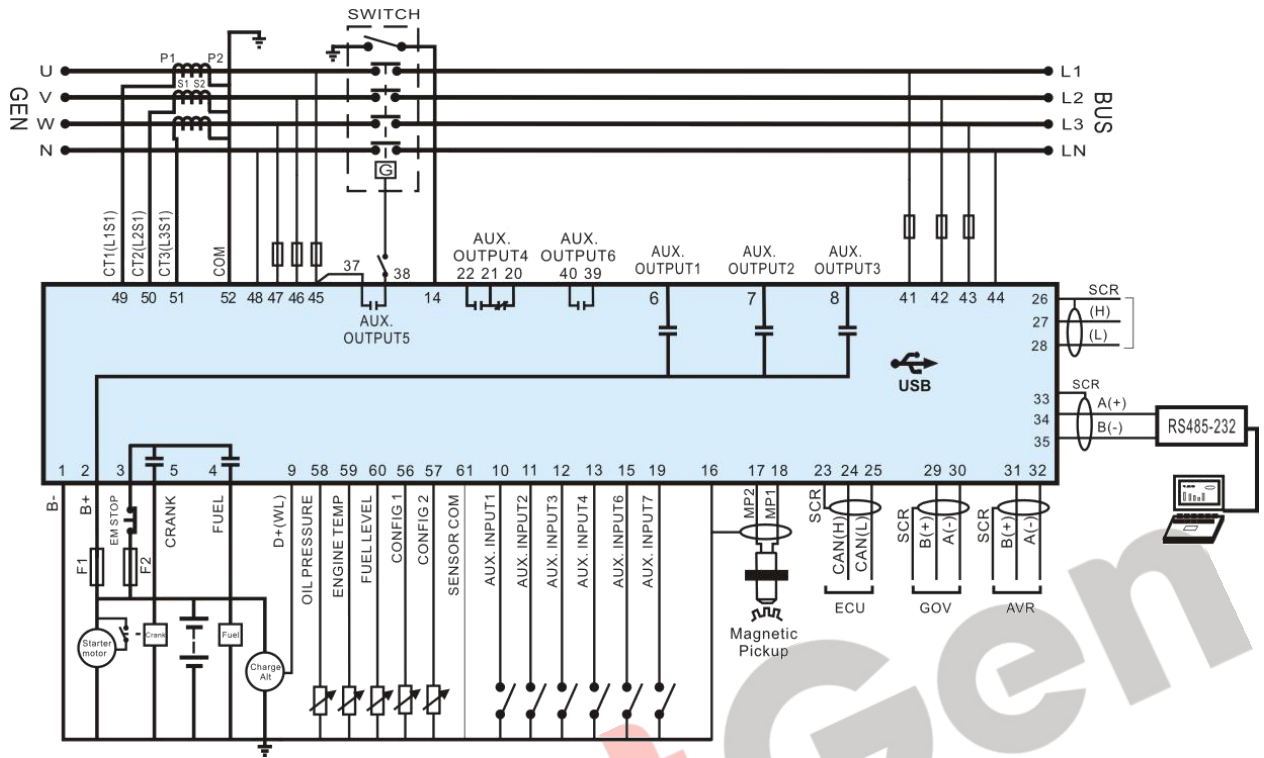 SWITCH
P1 P2
S1 S2
GEN
U
V
W
N
G
L1
L2
L3
LN
BUS
CT1(L1S1)
CT2(L2S1)
CT3(L3S1)
COM
37
38
AUX.
OUTPUT4
22 21 20
AUX.
OUTPUT6
40 39
AUX.
OUTPUT1
AUX.
OUTPUT2
AUX.
OUTPUT3
49 50 51 52 48 47 46 45
14
6
7
8
41 42 43 44
AUX.
OUTPUT5
USB
26
27
28
SCR
(H)
(L)
33
34
35
SCR
A(+)
B(-)
RS485-232
1 2 3 5 4 9 58 59 60 56 57 61 10 11 12 13 15 19 16 17 18 23 24 25 29 30 31 32
B-
B+
EM STOP
CRANK
FUEL
D+(WL)
OIL PRESSURE
ENGINE TEMP
FUEL LEVEL
CONFIG 1
CONFIG 2
SENSOR COM
AUX. INPUT1
AUX. INPUT2
AUX. INPUT3
AUX. INPUT4
AUX. INPUT6
AUX. INPUT7
MP2
MP1
SCR
CAN(H)
CAN(L)
SCR
B(+)
A(-)
SCR
B(+)
A(-)
F1
F2
Starter
motor
Crank
Fuel
Charge
Alt
Magnetic
Pickup
ECU
GOV
AVR
Gen